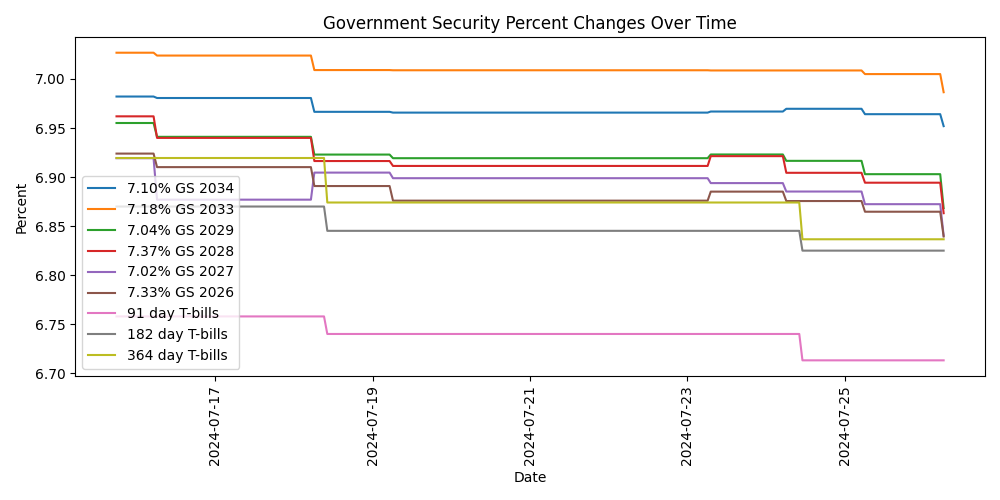 Government Security Percent Changes Over Time
Percent
7.00
6.95
6.90
6.85
6.80
6.75
6.70
7.10% GS 2034
7.18% GS 2033
7.04% GS 2029
7.37% GS 2028
7.02% GS 2027
7.33% GS 2026
91 day T-bills
182 day T-bills
364 day T-bills
2024-07-17
2024-07-19
2024-07-21
2024-07-23
2024-07-25
Date